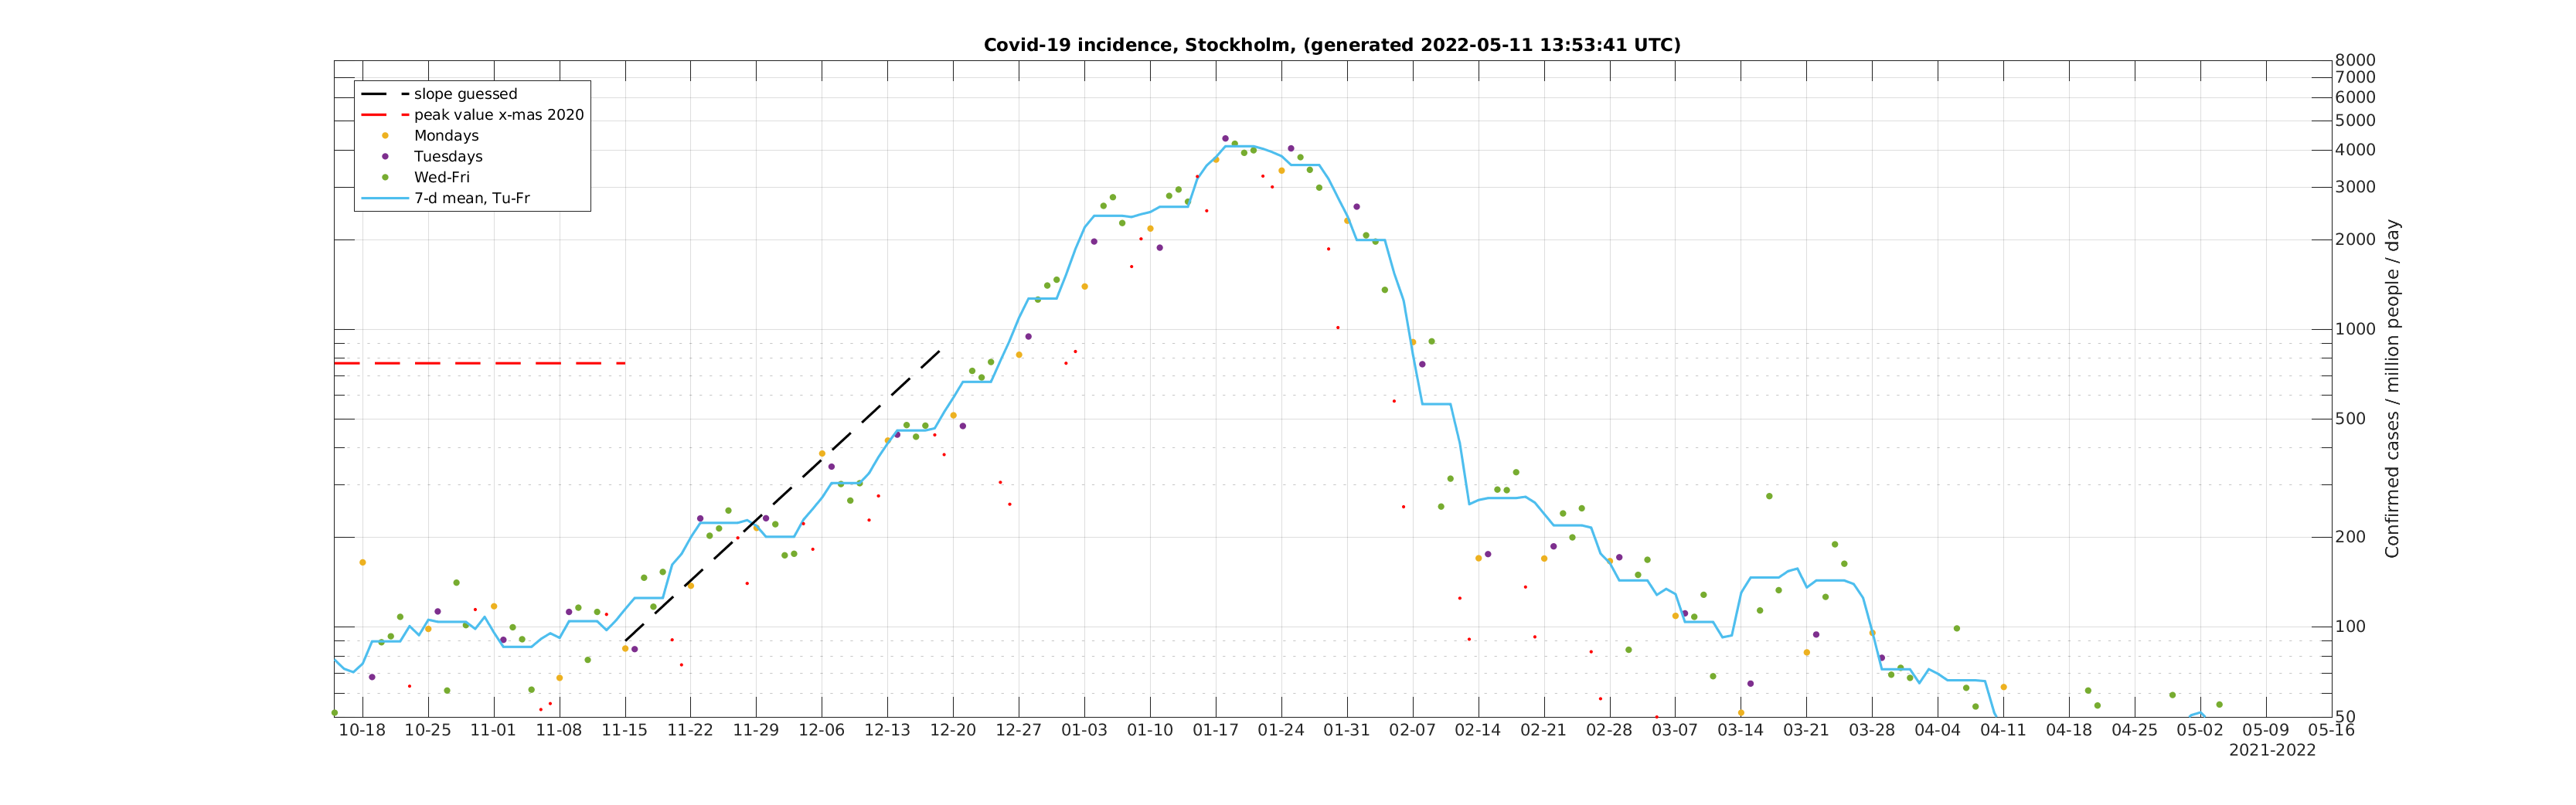 Covid-19 incidence, Stockholm, (generated 2022-05-11 13:53:41 UTC)
slope guessed
peak value x-mas 2020
Mondays
Tuesdays
Wed-Fri
7-d mean, Tu-Fr
8000
7000
6000
5000
4000
3000
2000
1000
500
200
100
50
Confirmed cases / million people / day
10-18 10-25 11-01 11-08 11-15 11-22 11-29 12-06 12-13 12-20 12-27 01-03 01-10 01-17 01-24 01-31 02-07 02-14 02-21 02-28 03-07 03-14 03-21 03-28 04-04 04-11 04-18 04-25 05-02 05-09 05-16
2021-2022